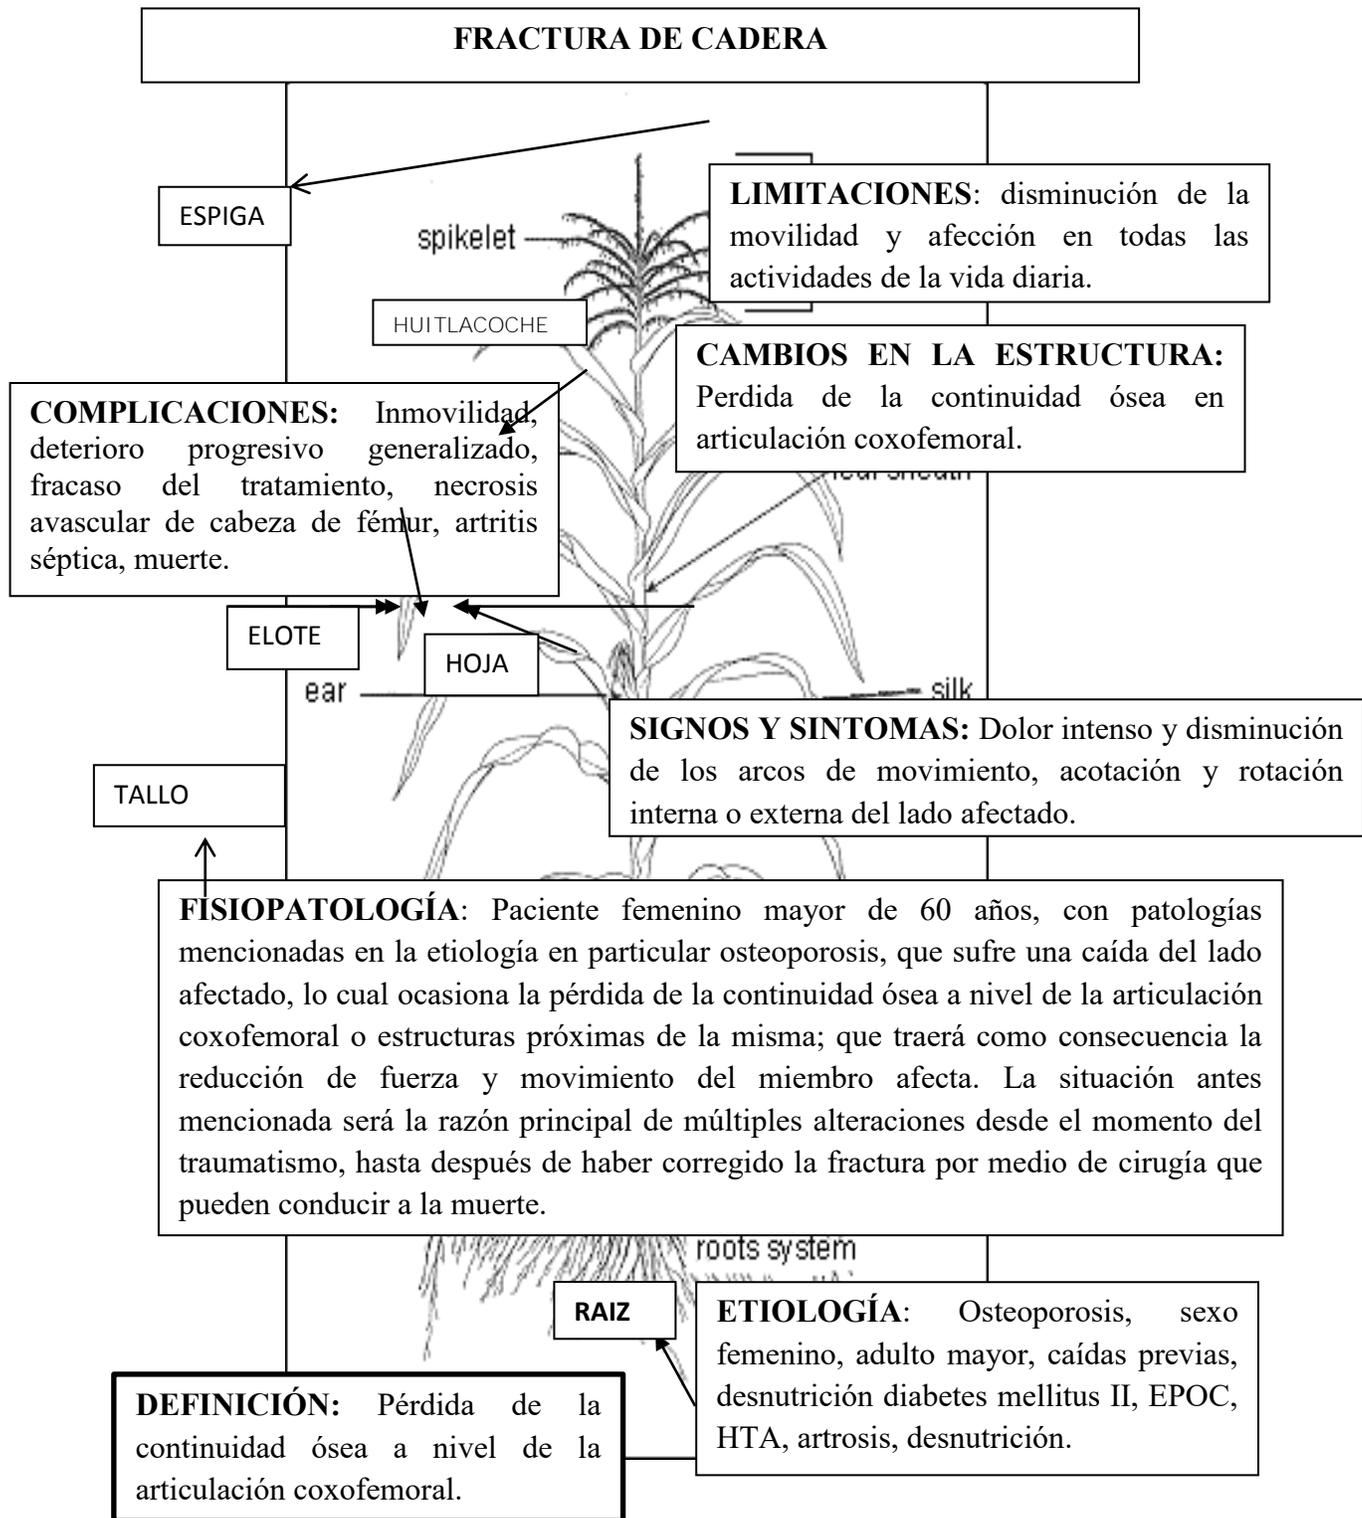 FRACTURA DE CADERA
ESPIGA
LIMITACIONES: disminución de la
movilidad y afección en todas las
actividades de la vida diaria.
spikelet
HUITLACOCHE
CAMBIOS EN LA ESTRUCTURA:
Perdida de la continuidad ósea en
articulación coxofemoral.
COMPLICACIONES: Inmovilidad,
deterioro progresivo generalizado,
fracaso del tratamiento, necrosis
avascular de cabeza de fémur, artritis
séptica, muerte.
leaf sheath
ELOTE
HOJA
ear
silk
SIGNOS Y SINTOMAS: Dolor intenso y disminución
de los arcos de movimiento, acotación y rotación
interna o externa del lado afectado.
TALLO
FISIOPATOLOGÍA: Paciente femenino mayor de 60 años, con patologías
mencionadas en la etiología en particular osteoporosis, que sufre una caída del lado
afectado, lo cual ocasiona la pérdida de la continuidad ósea a nivel de la articulación
coxofemoral o estructuras próximas de la misma; que traerá como consecuencia la
reducción de fuerza y movimiento del miembro afecta. La situación antes
mencionada será la razón principal de múltiples alteraciones desde el momento del
traumatismo, hasta después de haber corregido la fractura por medio de cirugía que
pueden conducir a la muerte.
roots system
RAIZ
ETIOLOGÍA: Osteoporosis, sexo
femenino, adulto mayor, caídas previas,
desnutrición diabetes mellitus II, EPOC,
HTA, artrosis, desnutrición.
DEFINICIÓN: Pérdida de la
continuidad ósea a nivel de la
articulación coxofemoral.